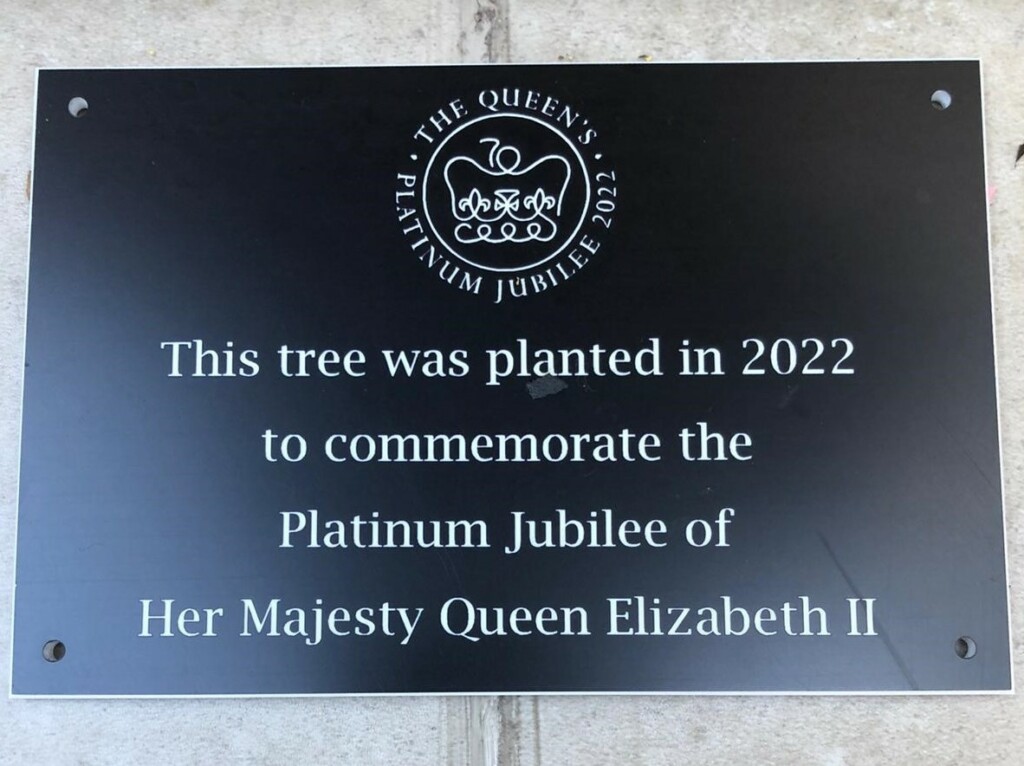 THE QUEEN'S
PLATINUM JUBILEE 2022
70
This tree was planted in 2022
to commemorate the
Platinum Jubilee of
Her Majesty Queen Elizabeth II